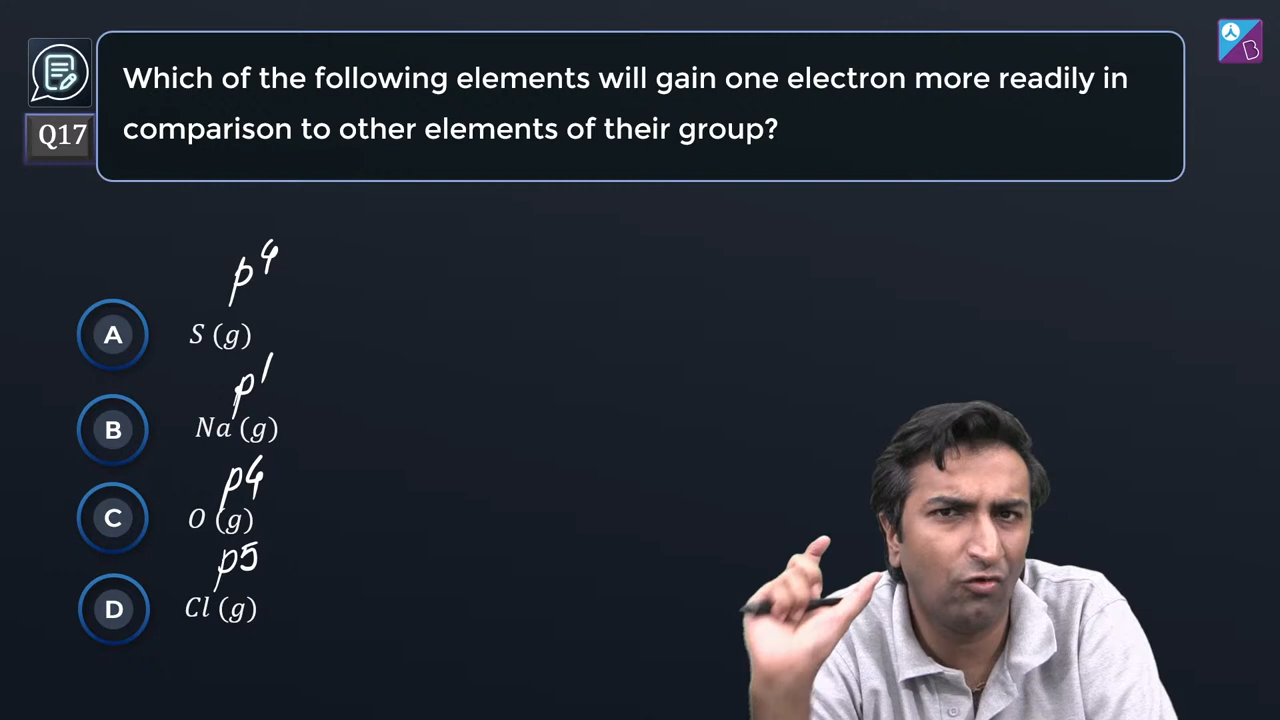 Which of the following elements will gain one electron more readily in
comparison to other elements of their group?
Q17
p⁴
A S (g)
p¹
B Na (g)
p4
C O (g)
p5
D Cl (g)
B